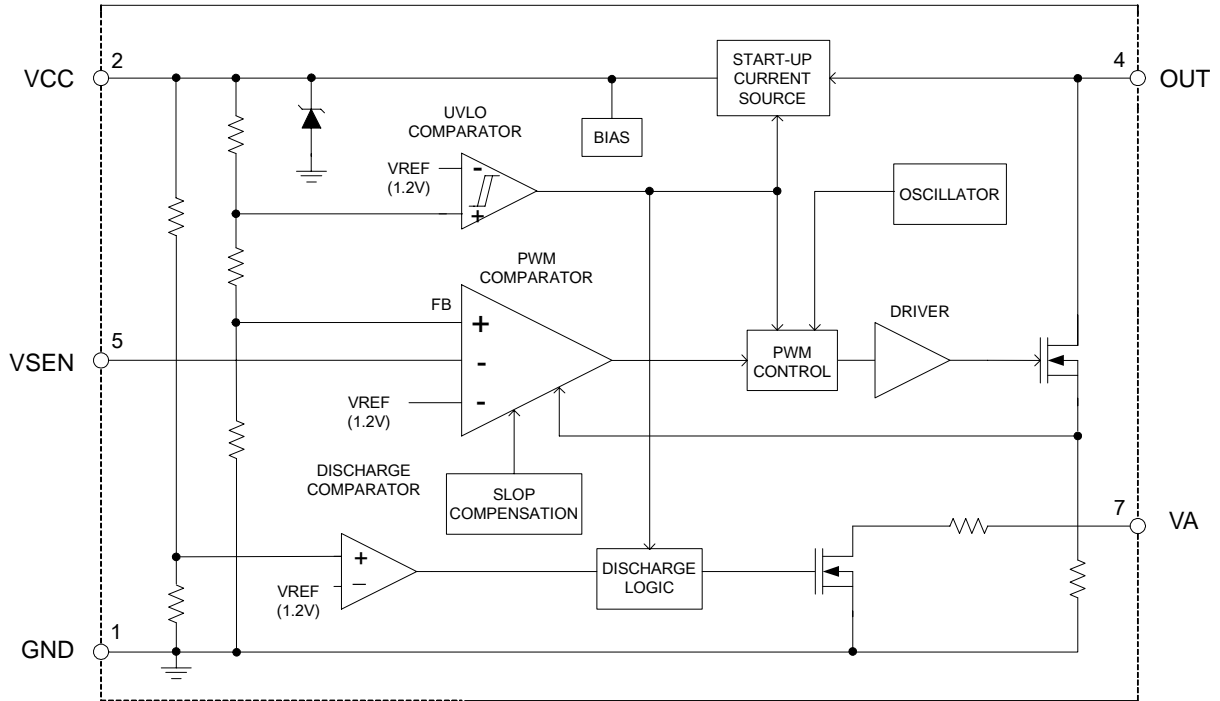 2
VCC
4
OUT
START-UP
CURRENT
SOURCE
UVLO
COMPARATOR
BIAS
VREF
(1.2V)
-
+
OSCILLATOR
PWM
COMPARATOR
FB
+
-
-
DRIVER
5
VSEN
PWM
CONTROL
VREF
(1.2V)
DISCHARGE
COMPARATOR
SLOP
COMPENSATION
7
VA
+
-
VREF
(1.2V)
DISCHARGE
LOGIC
1
GND